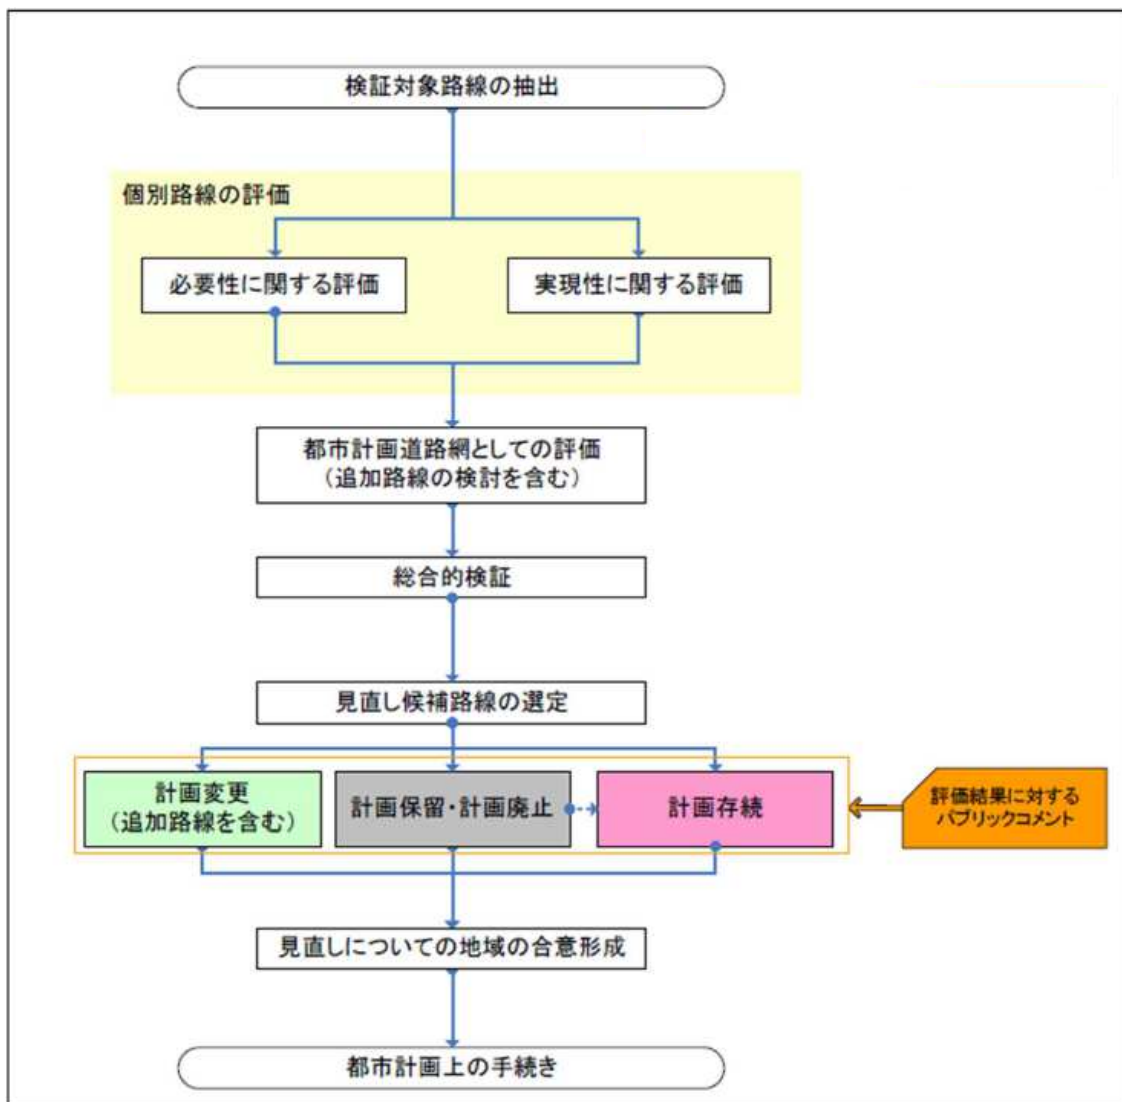 検証対象路線の抽出
個別路線の評価
必要性に関する評価
実現性に関する評価
都市計画道路網としての評価
（追加路線の検討を含む）
総合的検証
見直し候補路線の選定
計画変更
（追加路線を含む）
計画保留・計画廃止
計画存続
評価結果に対する
パブリックコメント
見直しについての地域の合意形成
都市計画上の手続き